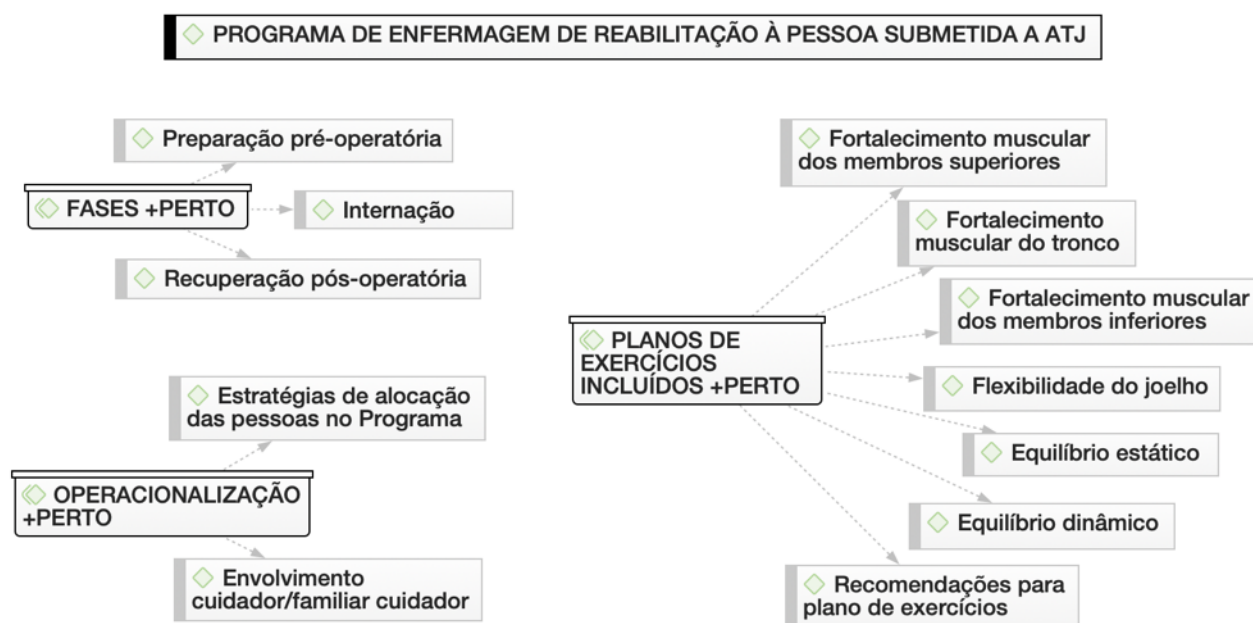 PROGRAMA DE ENFERMAGEM DE REABILITAÇÃO À PESSOA SUBMETIDA A ATJ
Preparação pré-operatória
FASES +PERTO
Internação
Recuperação pós-operatória
Estratégias de alocação
das pessoas no Programa
OPERACIONALIZAÇÃO
+PERTO
Envolvimento
cuidador/familiar cuidador
Fortalecimento muscular
dos membros superiores
Fortalecimento
muscular do tronco
Fortalecimento muscular
dos membros inferiores
PLANOS DE
EXERCÍCIOS
INCLUÍDOS +PERTO
Flexibilidade do joelho
Equilíbrio estático
Equilíbrio dinâmico
Recomendações para
plano de exercícios